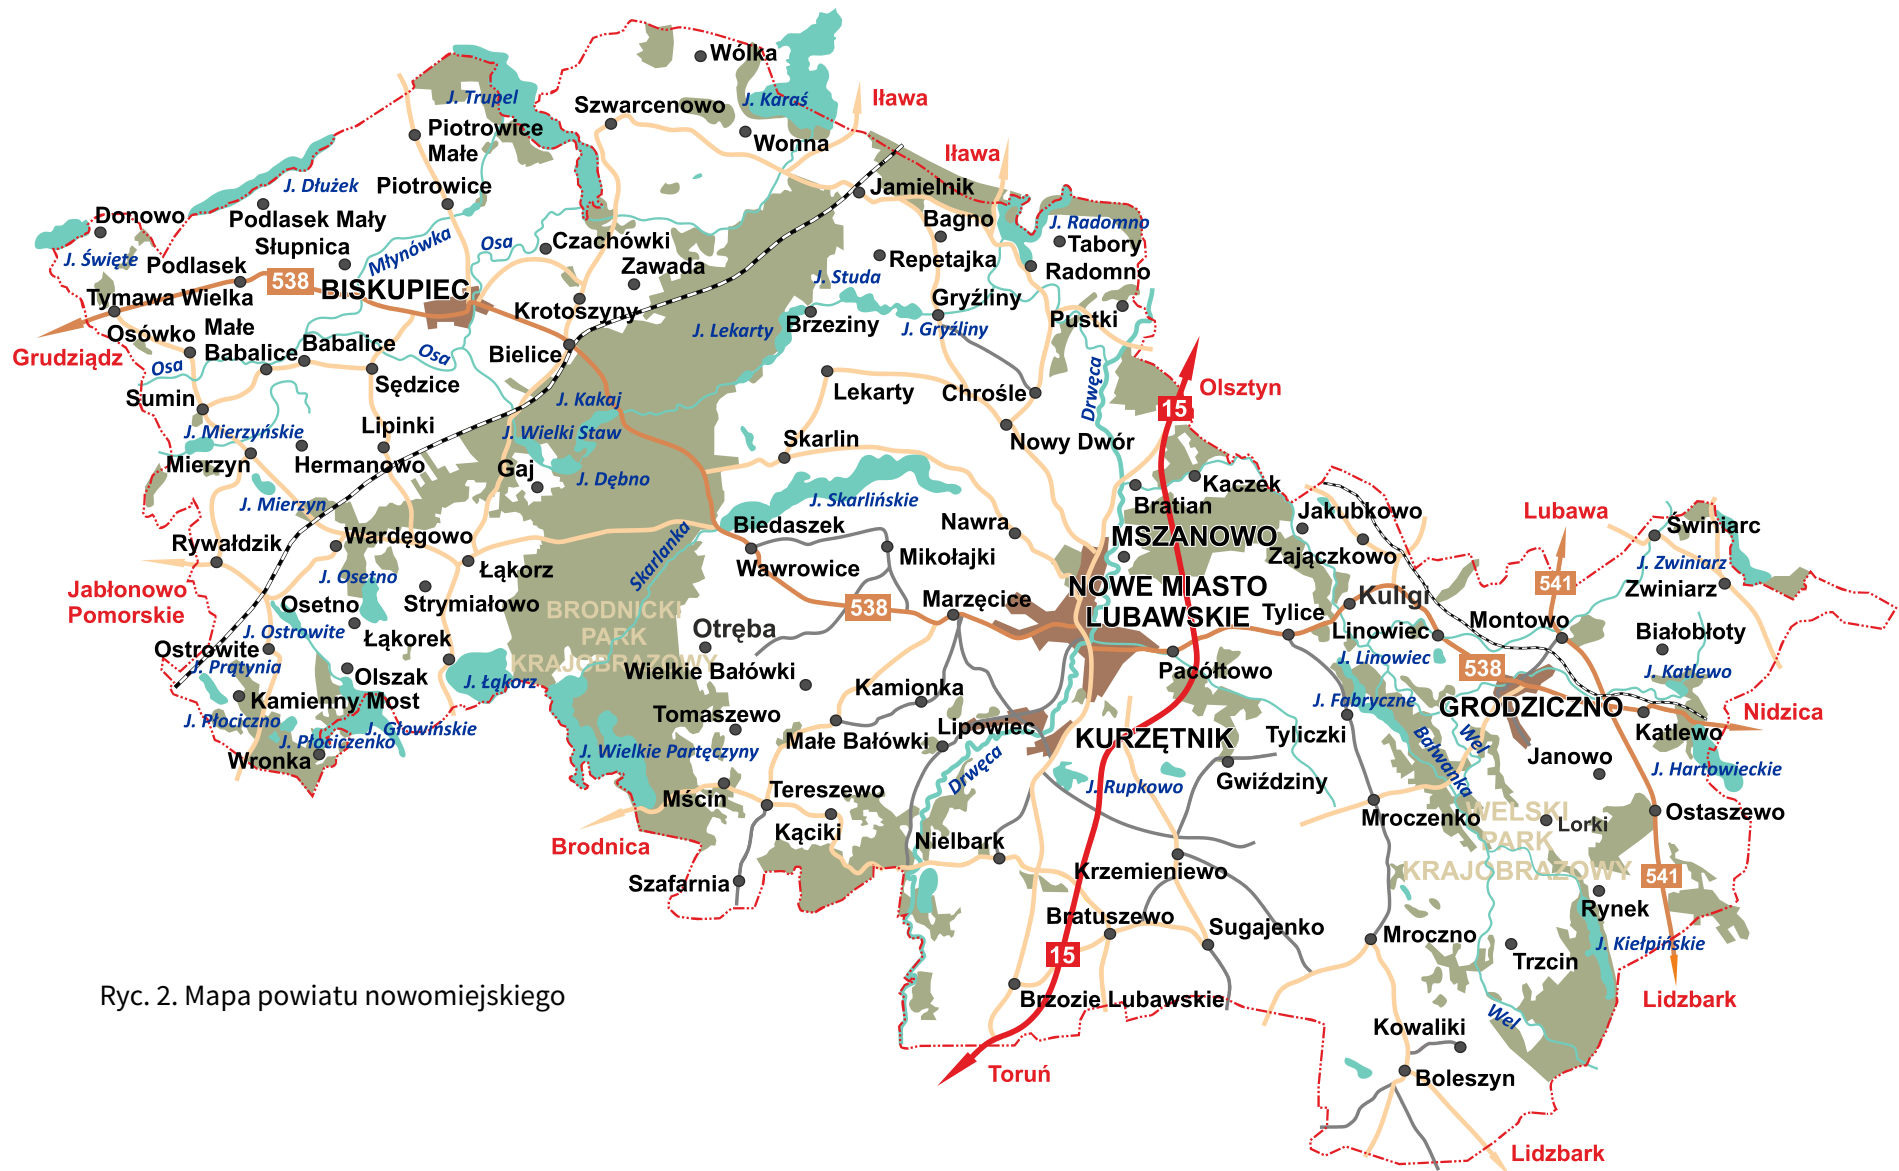 Wólka
J. Trupel
J. Karaś
Iława
Szwarcenowo
Piotrowice
Małe
Wonna
Iława
J. Dłużek
Piotrowice
Jamielnik
Donowo
Podlasek Mały
Bagno
J. Radomno
Słupnica
Młynówka
Osa
Czachówki
Tabory
J. Święte
Podlasek
Zawada
Repetajka
Radomno
538
BISKUPIEC
J. Studa
Tymawa Wielka
Krotoszyny
Gryźliny
Pustki
Grudziądz
Osówko
Małe
Babalice
Babalice
Osa
Osa
Bielice
J. Lekarty
Brzeziny
J. Gryźliny
Sędzice
Drwęca
Olsztyn
Sumin
J. Kakaj
Lekarty
Chrośle
15
J. Mierzyńskie
Lipinki
J. Wielki Staw
Skarlin
Nowy Dwór
Mierzyn
Hermanowo
Gaj
J. Dębno
J. Mierzyn
J. Skarlińskie
Kaczek
Bratian
Rywałdzik
Wardęgowo
Biedaszek
Nawra
MSZANOWO
Jakubkowo
Lubawa
Świniarc
Jabłonowo
Pomorskie
J. Osetno
Łąkorz
Skarlanka
Wawrowice
Mikołajki
Zajączkowo
J. Zwiniarz
Zwiniarz
541
Osetno
Strymiałowo
BRODNICKI
PARK
KRAJOBRAZOWY
538
Marzęcice
NOWE MIASTO
LUBAWSKIE
Tylice
Kuligi
Linowiec
Montowo
Białobłoty
J. Ostrowite
Łąkorek
Otręba
Ostrowite
J. Prątynia
Olszak
J. Łąkorz
Wielkie Bałówki
Pacółtowo
J. Linowiec
538
J. Katlewo
Kamienny Most
Kamionka
J. Fabryczne
GRODZICZNO
Nidzica
J. Płociczno
J. Głowińskie
Tomaszewo
Lipowiec
KURZĘTNIK
Tyliczki
Wel
Katlewo
J. Płociczenko
Wronka
J. Wielkie Partęczyny
Małe Bałówki
Drwęca
Bałwanka
Janowo
J. Hartowieckie
Mścin
Tereszewo
J. Rupkowo
Gwiździny
Brodnica
Kąciki
Nielbark
Mroczenko
WELSKI
PARK
KRAJOBRAZOWY
Lorki
Ostaszewo
Szafarnia
Krzemieniewo
541
Bratuszewo
Sugajenko
Rynek
15
Mroczno
J. Kiełpińskie
Trzcin
Ryc. 2. Mapa powiatu nowomiejskiego
Brzozie Lubawskie
Lidzbark
Wel
Kowaliki
Toruń
Boleszyn
Lidzbark